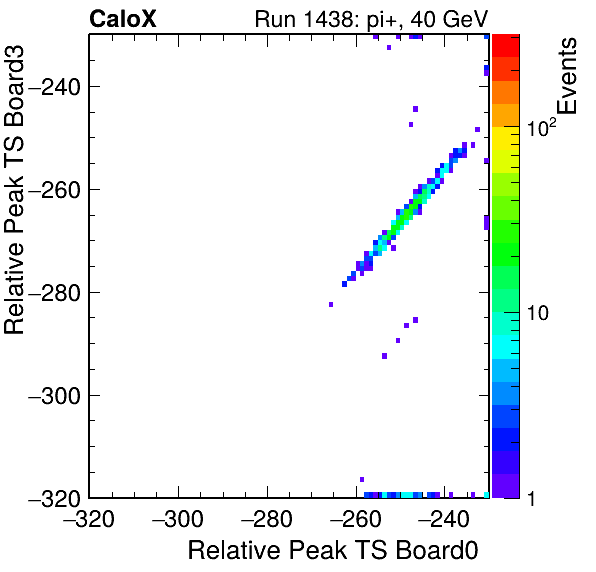 CaloX Run 1438: pi+, 40 GeV
Relative Peak TS Board3
−240
−260
−280
−300
−320
−320 −300 −280 −260 −240
Relative Peak TS Board0
Events
10²
10
1